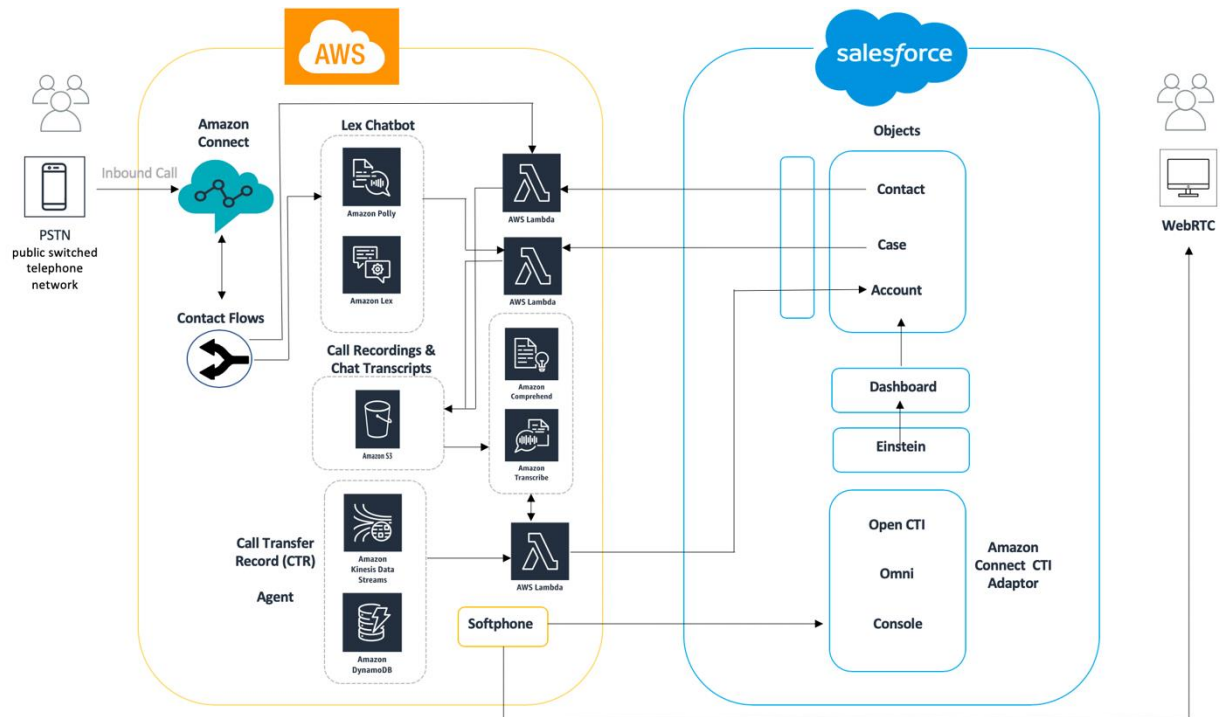 AWS
salesforce
Amazon
Connect
Lex Chatbot
Objects
Inbound Call
Amazon Polly
AWS Lambda
Contact
WebRTC
PSTN
public switched
telephone
network
Case
Amazon Lex
AWS Lambda
Account
Contact Flows
Call Recordings &
Chat Transcripts
Amazon
Comprehend
Dashboard
Amazon S3
Amazon
Transcribe
Einstein
Call Transfer
Record (CTR)
Agent
Amazon
Kinesis Data
Streams
AWS Lambda
Open CTI
Omni
Console
Amazon
Connect CTI
Adaptor
Softphone
Amazon
DynamoDB